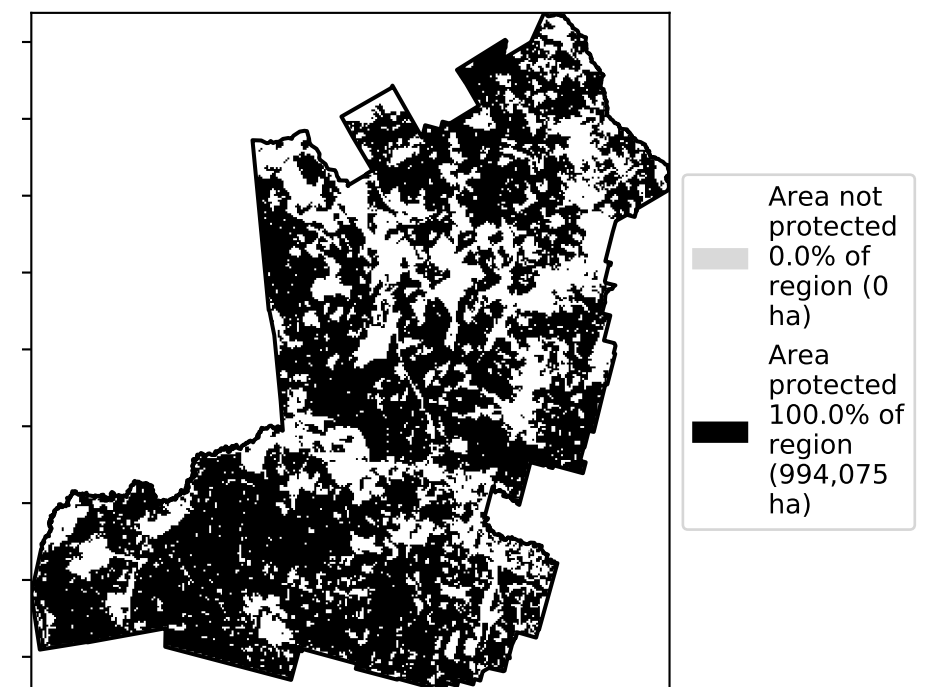 Area not
protected
0.0% of
region (0
ha)
Area
protected
100.0% of
region
(994,075
ha)